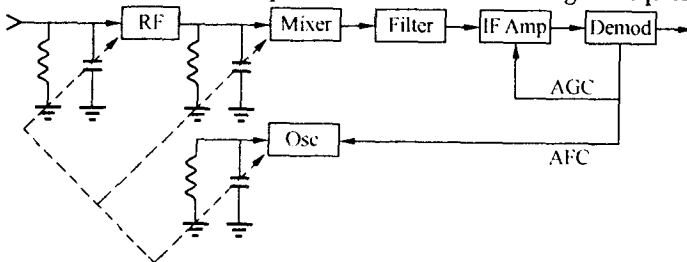 RF
Mixer
Filter
IF Amp
Demod
AGC
Osc
AFC